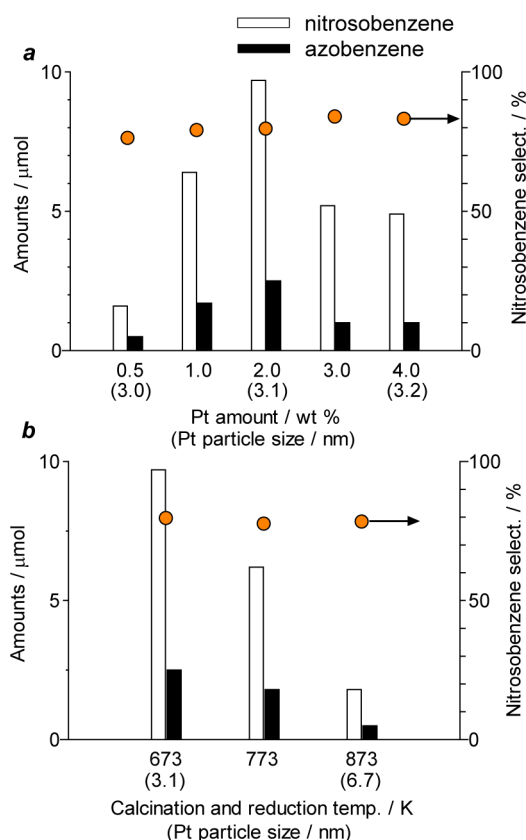 nitrosobenzene
azobenzene
a
10
5
0
Amounts / μmol
100
50
0
Nitrosobenzene select. / %
0.5 1.0 2.0 3.0 4.0
(3.0) (3.1) (3.2)
Pt amount / wt %
(Pt particle size / nm)
b
10
5
0
Amounts / μmol
100
50
0
Nitrosobenzene select. / %
673 773 873
(3.1) (6.7)
Calcination and reduction temp. / K
(Pt particle size / nm)